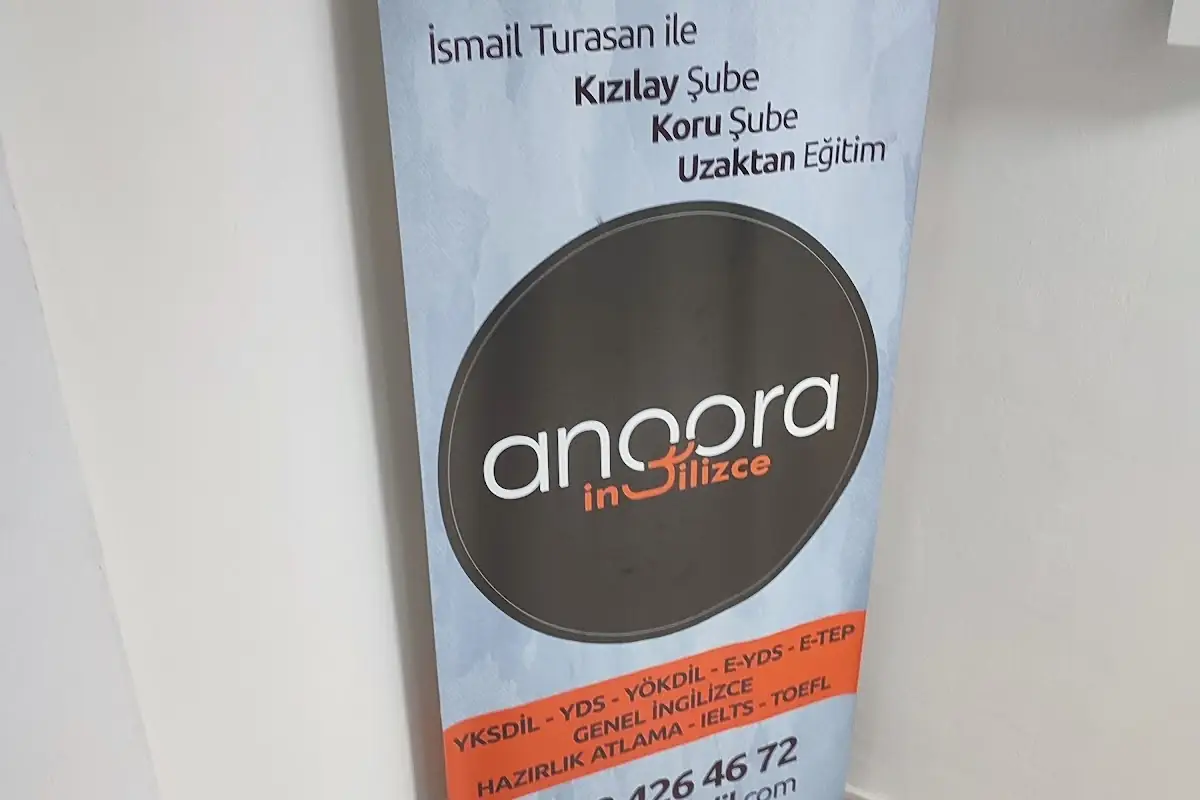 İsmail Turasan ile
Kızılay Şube
Koru Şube
Uzaktan Eğitim
angora
ingilizce
YKSDİL - YDS - YÖKDİL - E-YDS - E-TEP
GENEL İNGİLİZCE
HAZIRLIK ATLAMA - IELTS - TOEFL
426 46 72
.com